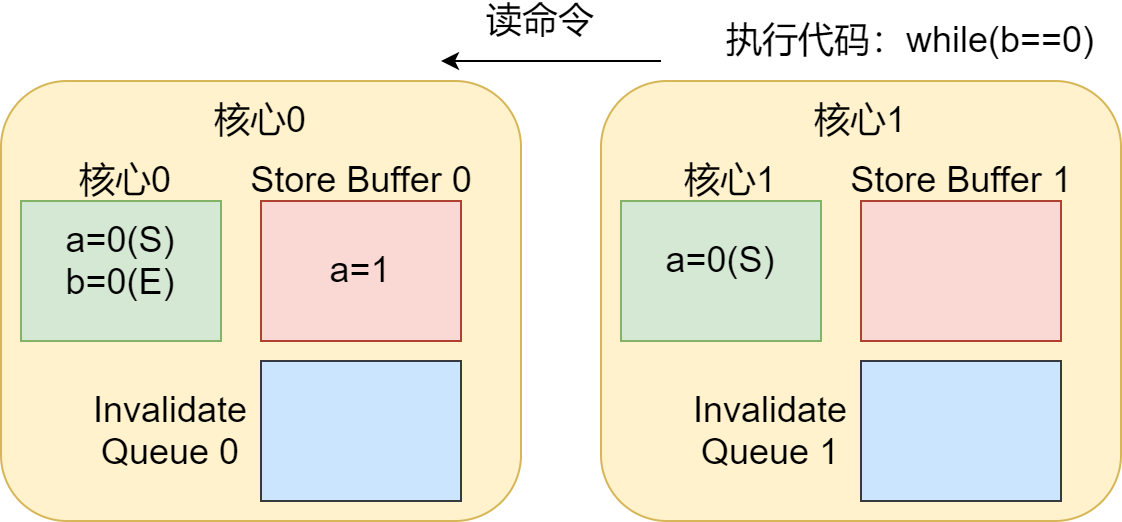 读命令
执行代码：while(b==0)
核心0
核心0
Store Buffer 0
a=0(S)
b=0(E)
a=1
Invalidate
Queue 0
核心1
核心1
Store Buffer 1
a=0(S)
Invalidate
Queue 1